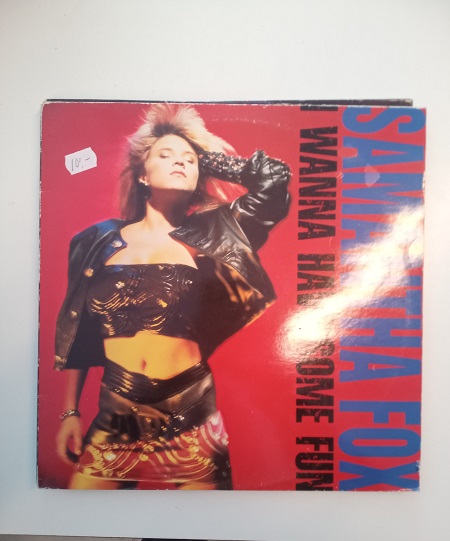 SAMANTHA FOX
I WANNA HAVE SOME FUN
10,-